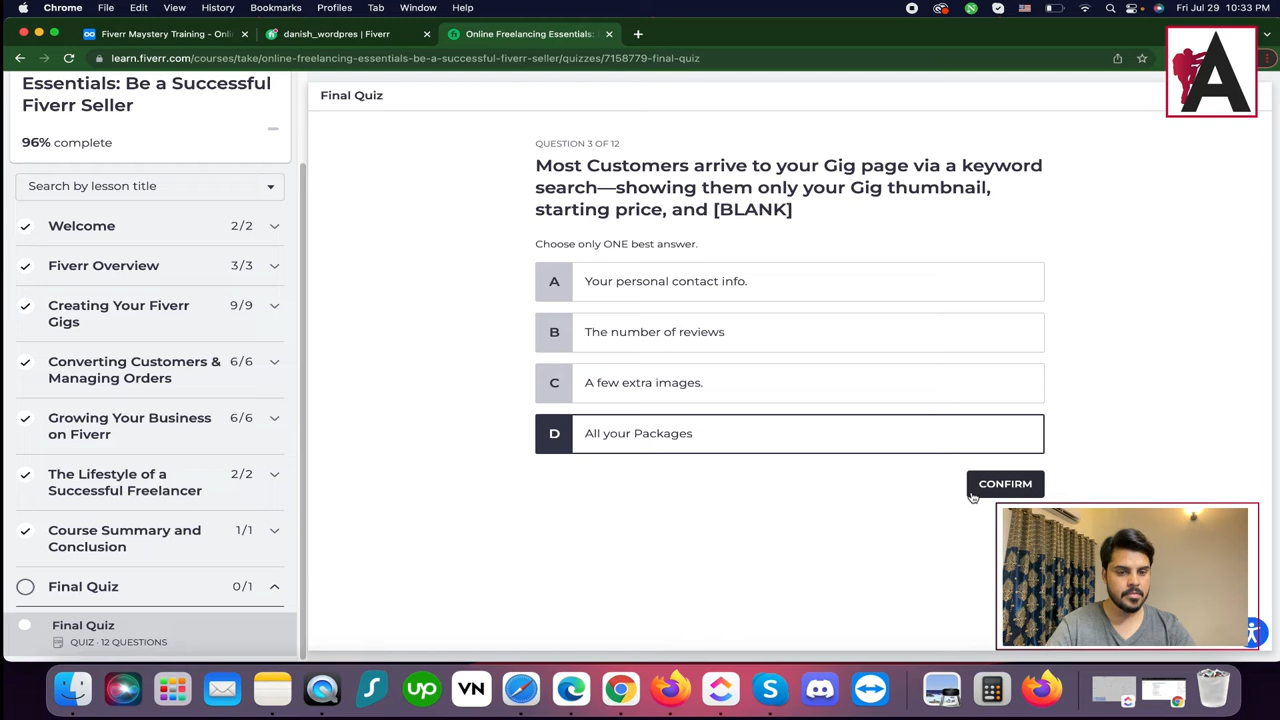 Chrome File Edit View History Bookmarks Profiles Tab Window Help Fri Jul 29 10:33 PM
Fiverr Maystery Training - Onl
danish_wordpres | Fiverr
Online Freelancing Essentials:
learn.fiverr.com/courses/take/online-freelancing-essentials-be-a-successful-fiverr-seller/quizzes/7158779-final-quiz
A
Essentials: Be a Successful
Fiverr Seller
96% complete
Search by lesson title
Welcome 2/2
Fiverr Overview 3/3
Creating Your Fiverr 9/9
Gigs
Converting Customers & 6/6
Managing Orders
Growing Your Business 6/6
on Fiverr
The Lifestyle of a 2/2
Successful Freelancer
Course Summary and 1/1
Conclusion
Final Quiz 0/1
Final Quiz
QUIZ · 12 QUESTIONS
Final Quiz
QUESTION 3 OF 12
Most Customers arrive to your Gig page via a keyword
search—showing them only your Gig thumbnail,
starting price, and [BLANK]
Choose only ONE best answer.
A Your personal contact info.
B The number of reviews
C A few extra images.
D All your Packages
CONFIRM
up
VN